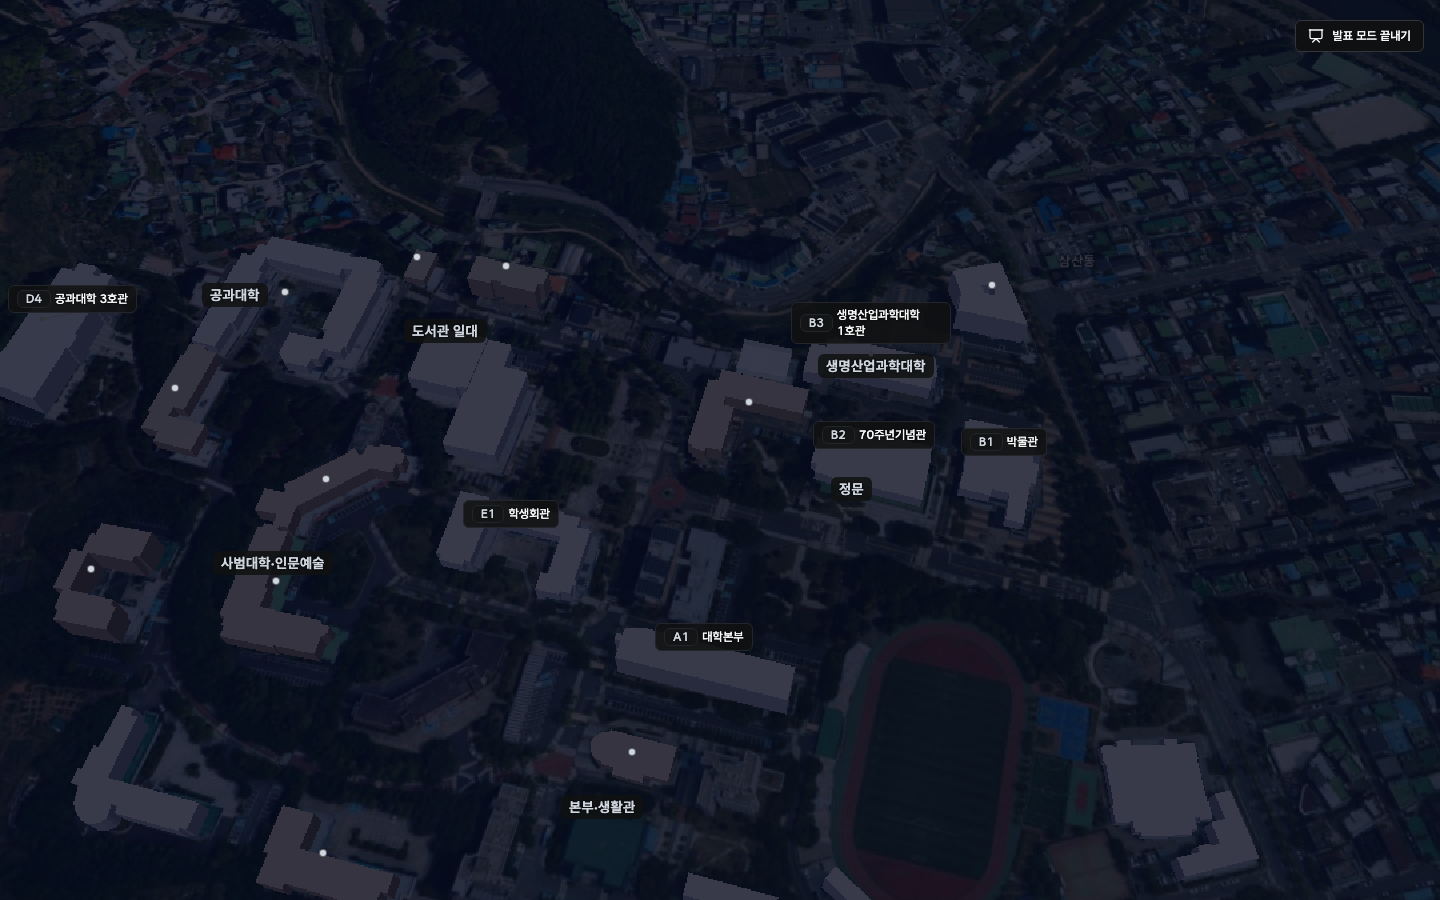 발표 모드 끝내기
삼산동
D4 공과대학 3호관
공과대학
도서관 일대
B3 생명산업과학대학
1호관
생명산업과학대학
B2 70주년기념관
B1 박물관
정문
E1 학생회관
사범대학·인문예술
A1 대학본부
본부·생활관